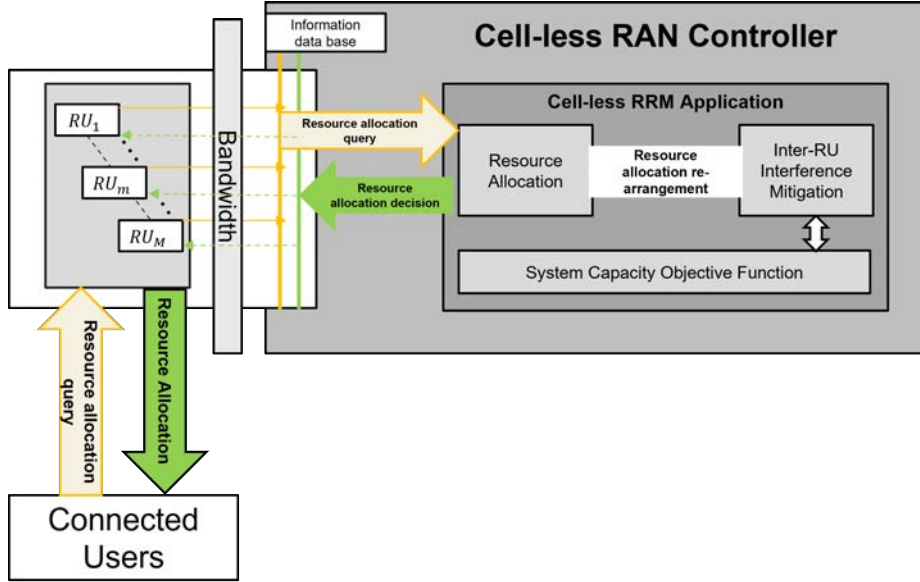 Information
data base
Cell-less RAN Controller
Cell-less RRM Application
RU₁
RUₘ
RU_M
Bandwidth
Resource allocation
query
Resource
allocation decision
Resource
Allocation
Resource
allocation re-
arrangement
Inter-RU
Interference
Mitigation
System Capacity Objective Function
Resource allocation
query
Resource Allocation
Connected
Users